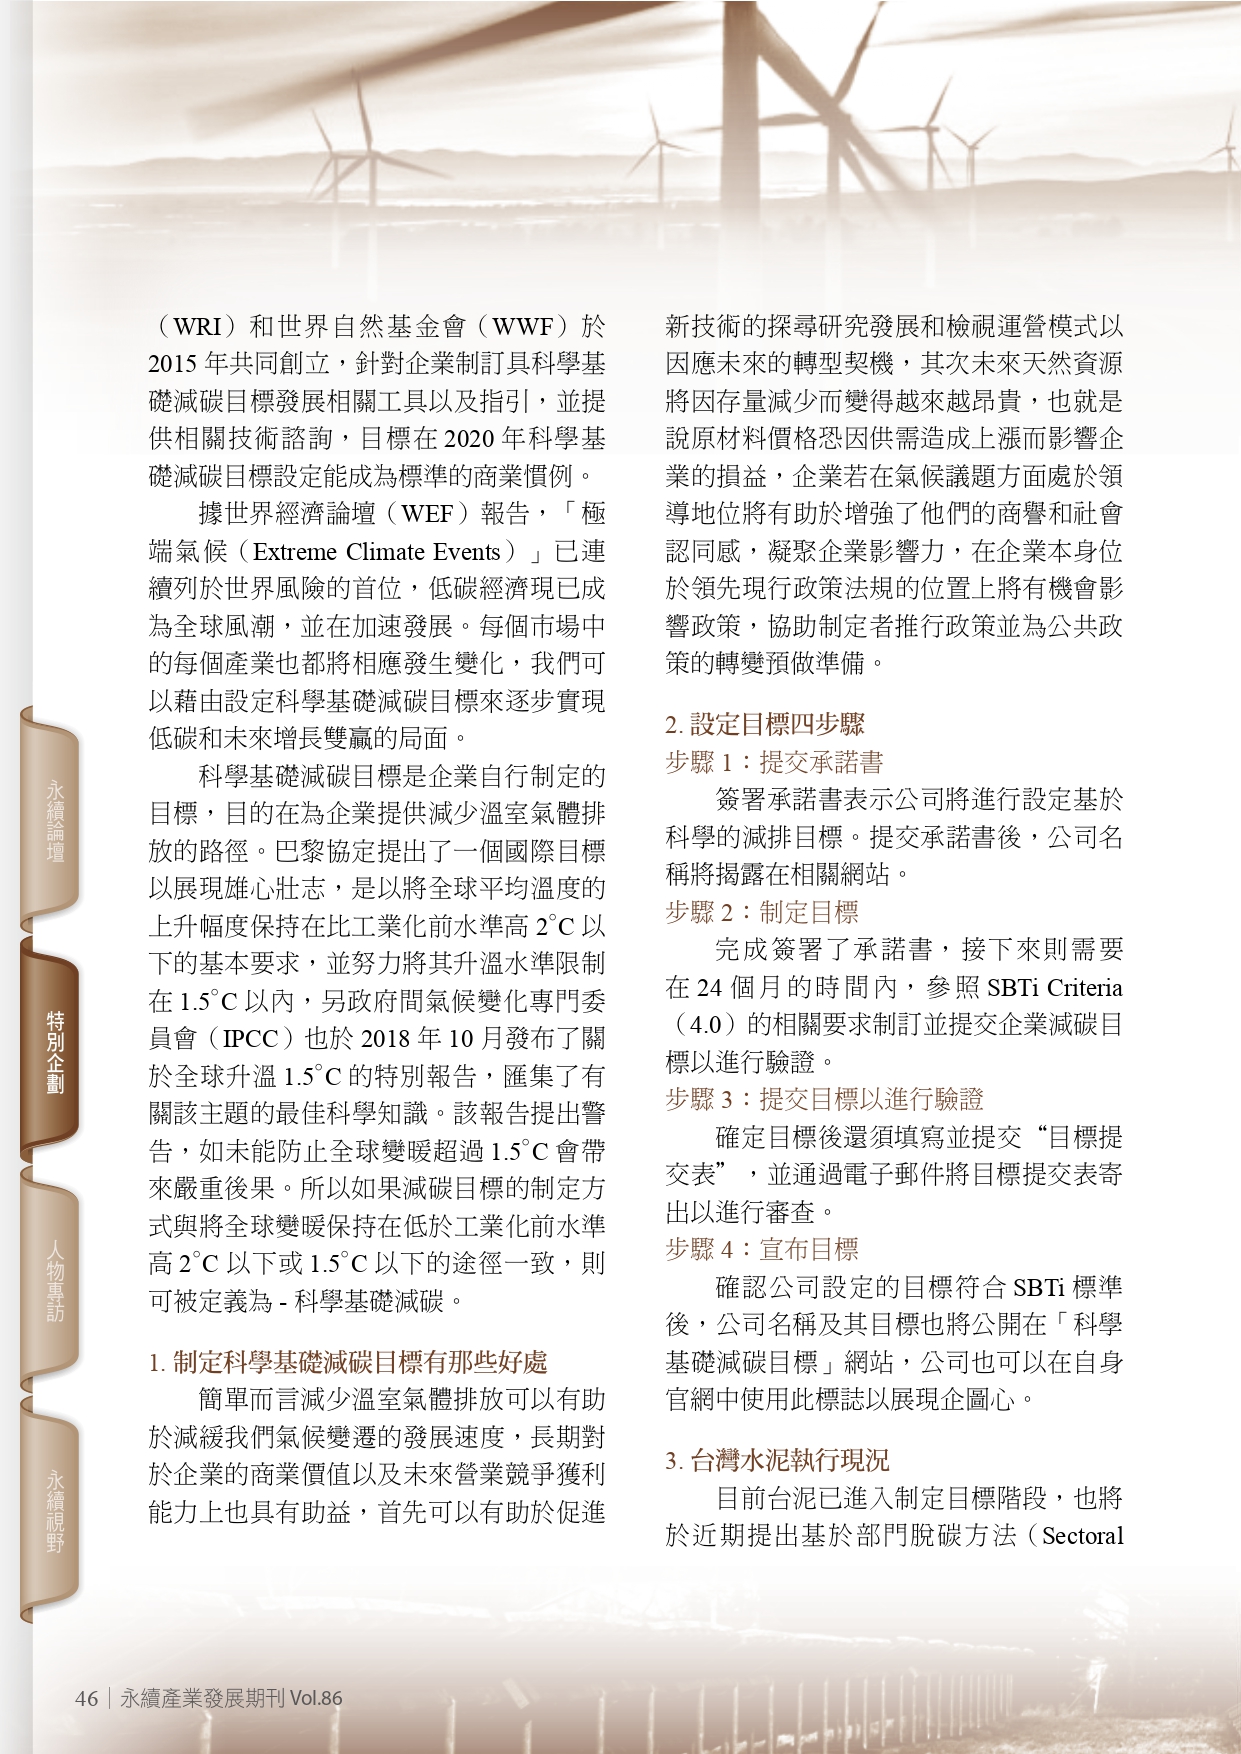 （WRI）和世界自然基金會（WWF）於
2015 年共同創立，針對企業制訂具科學基
礎減碳目標發展相關工具以及指引，並提
供相關技術諮詢，目標在 2020 年科學基
礎減碳目標設定能成為標準的商業慣例。
據世界經濟論壇（WEF）報告，「極
端氣候（Extreme Climate Events）」已連
續列於世界風險的首位，低碳經濟現已成
為全球風潮，並在加速發展。每個市場中
的每個產業也都將相應發生變化，我們可
以藉由設定科學基礎減碳目標來逐步實現
低碳和未來增長雙贏的局面。
科學基礎減碳目標是企業自行制定的
目標，目的在為企業提供減少溫室氣體排
放的路徑。巴黎協定提出了一個國際目標
以展現雄心壯志，是以將全球平均溫度的
上升幅度保持在比工業化前水準高 2°C 以
下的基本要求，並努力將其升溫水準限制
在 1.5°C 以內，另政府間氣候變化專門委
員會（IPCC）也於 2018 年 10 月發布了關
於全球升溫 1.5°C 的特別報告，匯集了有
關該主題的最佳科學知識。該報告提出警
告，如未能防止全球變暖超過 1.5°C 會帶
來嚴重後果。所以如果減碳目標的制定方
式與將全球變暖保持在低於工業化前水準
高 2°C 以下或 1.5°C 以下的途徑一致，則
可被定義為 - 科學基礎減碳。
1. 制定科學基礎減碳目標有那些好處
簡單而言減少溫室氣體排放可以有助
於減緩我們氣候變遷的發展速度，長期對
於企業的商業價值以及未來營業競爭獲利
能力上也具有助益，首先可以有助於促進
新技術的探尋研究發展和檢視運營模式以
因應未來的轉型契機，其次未來天然資源
將因存量減少而變得越來越昂貴，也就是
說原材料價格恐因供需造成上漲而影響企
業的損益，企業若在氣候議題方面處於領
導地位將有助於增強了他們的商譽和社會
認同感，凝聚企業影響力，在企業本身位
於領先現行政策法規的位置上將有機會影
響政策，協助制定者推行政策並為公共政
策的轉變預做準備。
2. 設定目標四步驟
步驟 1：提交承諾書
簽署承諾書表示公司將進行設定基於
科學的減排目標。提交承諾書後，公司名
稱將揭露在相關網站。
步驟 2：制定目標
完成簽署了承諾書，接下來則需要
在 24 個月的時間內，參照 SBTi Criteria
（4.0）的相關要求制訂並提交企業減碳目
標以進行驗證。
步驟 3：提交目標以進行驗證
確定目標後還須填寫並提交“目標提
交表”，並通過電子郵件將目標提交表寄
出以進行審查。
步驟 4：宣布目標
確認公司設定的目標符合 SBTi 標準
後，公司名稱及其目標也將公開在「科學
基礎減碳目標」網站，公司也可以在自身
官網中使用此標誌以展現企圖心。
3. 台灣水泥執行現況
目前台泥已進入制定目標階段，也將
於近期提出基於部門脫碳方法（Sectoral
永續論壇
特別企劃
人物專訪
永續視野
46｜永續產業發展期刊 Vol.86